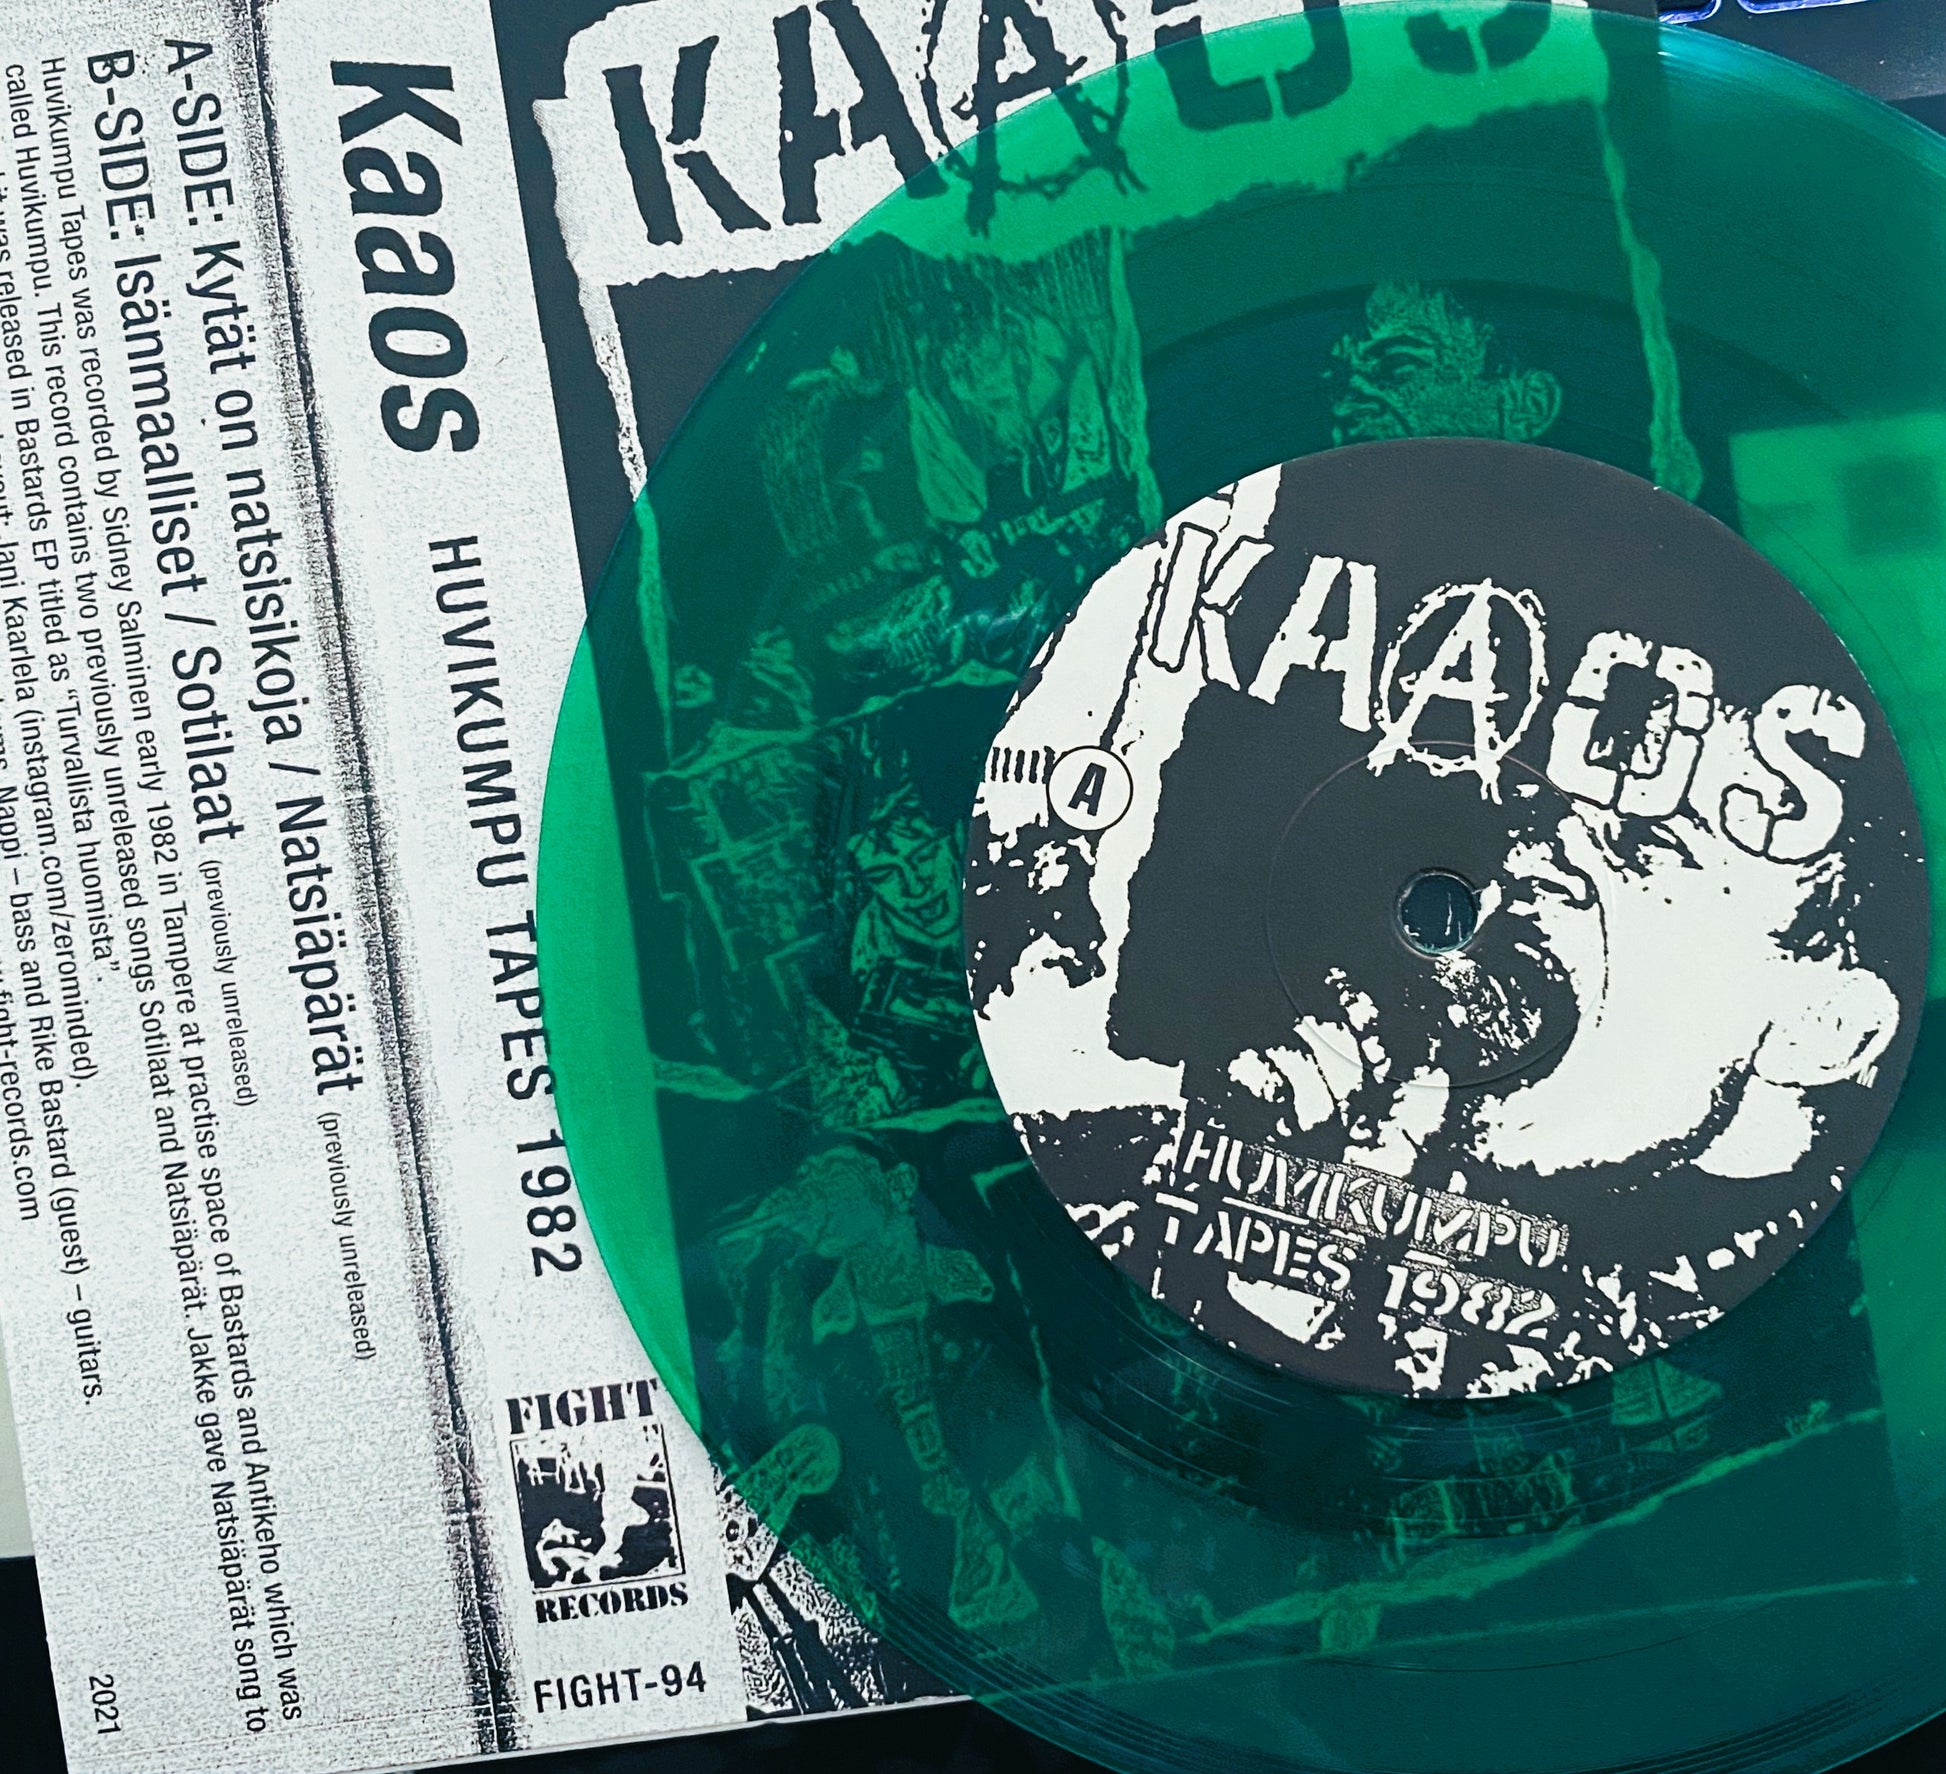 KAAOS
Kaaos HUVIKUMPU TAPES 1982
FIGHT
RECORDS
FIGHT-94
A-SIDE: Kytät on natsisikoja / Natsiäpärät (previously unreleased)
B-SIDE: Isänmaalliset / Sotilaat (previously unreleased)
Huvikumpu Tapes was recorded by Sidney Salminen early 1982 in Tampere at practise space of Bastards and Antikeho which was
called Huvikumpu. This record contains two previously unreleased songs Sotilaat and Natsiäpärät. Jakke gave Natsiäpärät song to
it was released in Bastards EP titled as “Turvallista huomista”.
Jani Kaarlela (instagram.com/zerominded).
Nappi – bass and Rike Bastard (guest) – guitars.
fight-records.com
2021
KAAOS
A
HUVIKUMPU
TAPES 1982